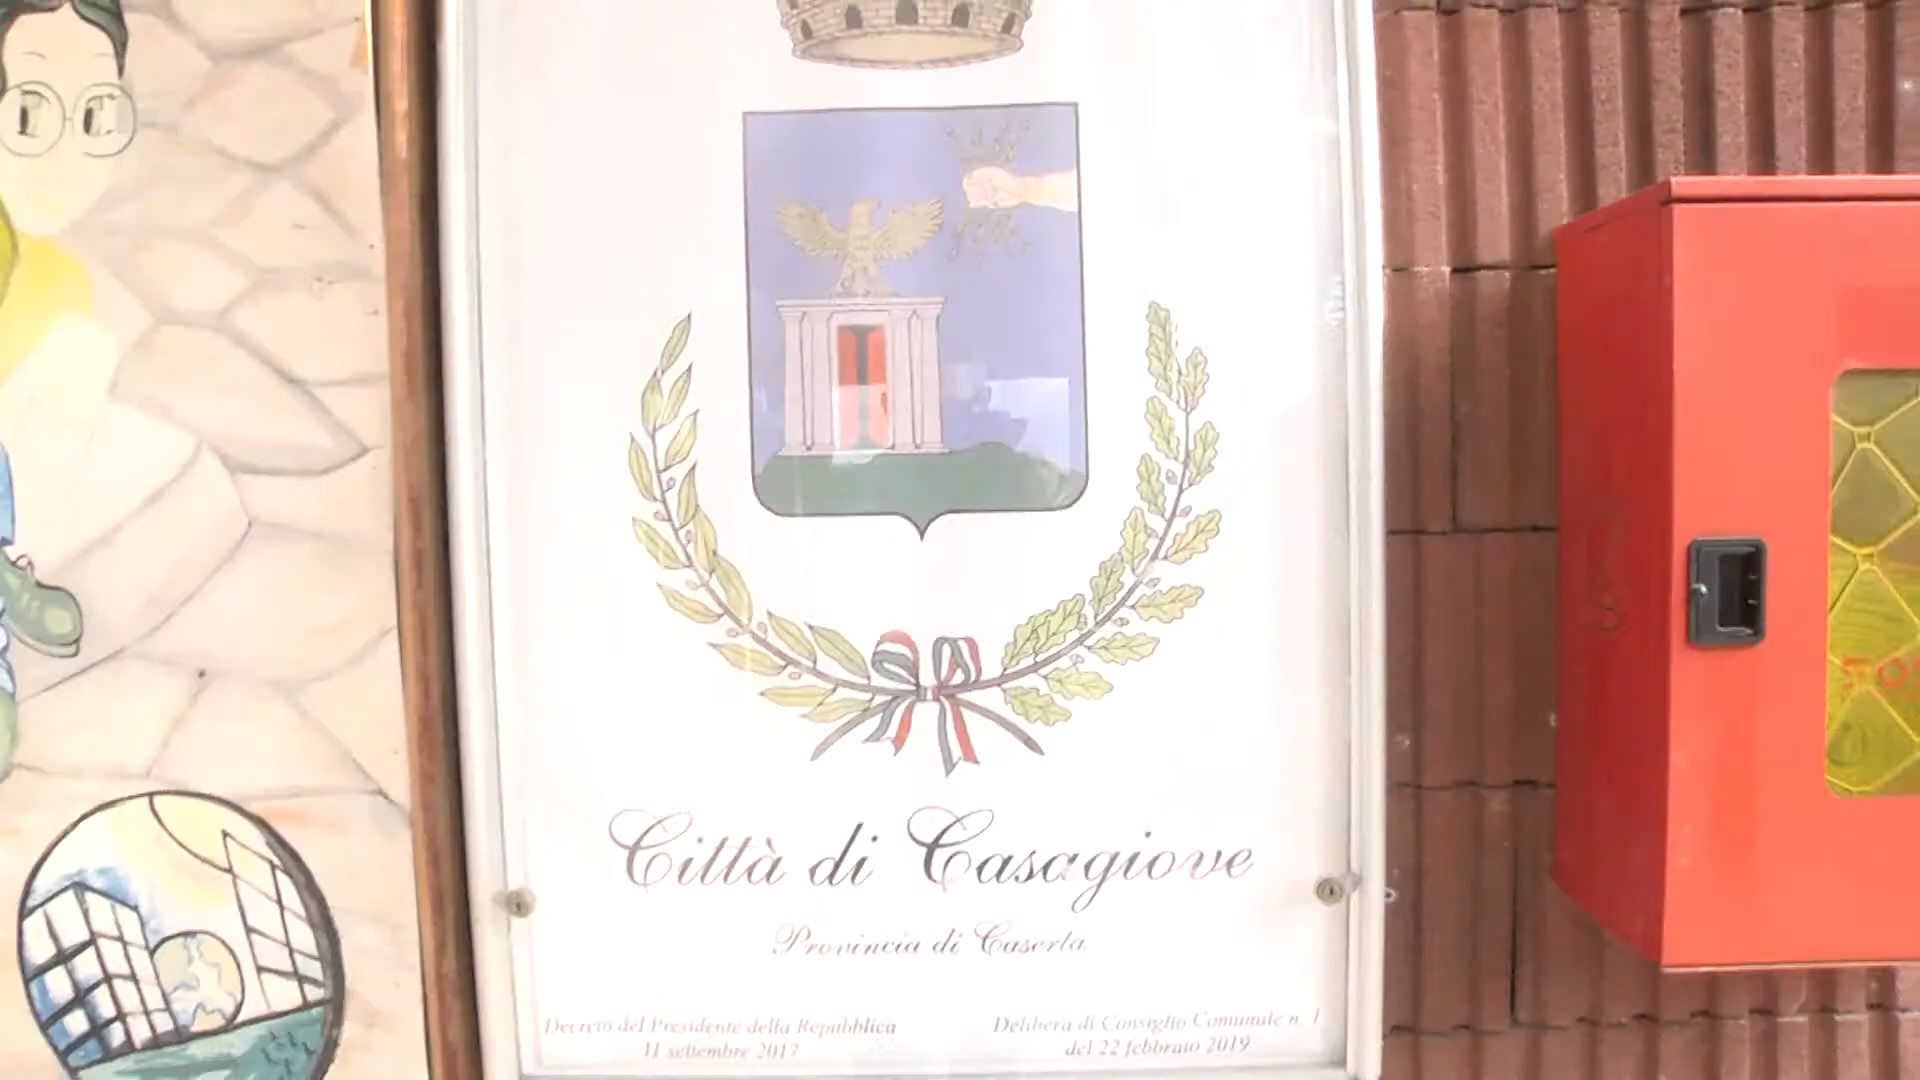 Città di Casagiove
Provincia di Caserta
Decreto del Presidente della Repubblica
11 settembre 2017
Delibera di Consiglio Comunale n. 1
del 22 febbraio 2019